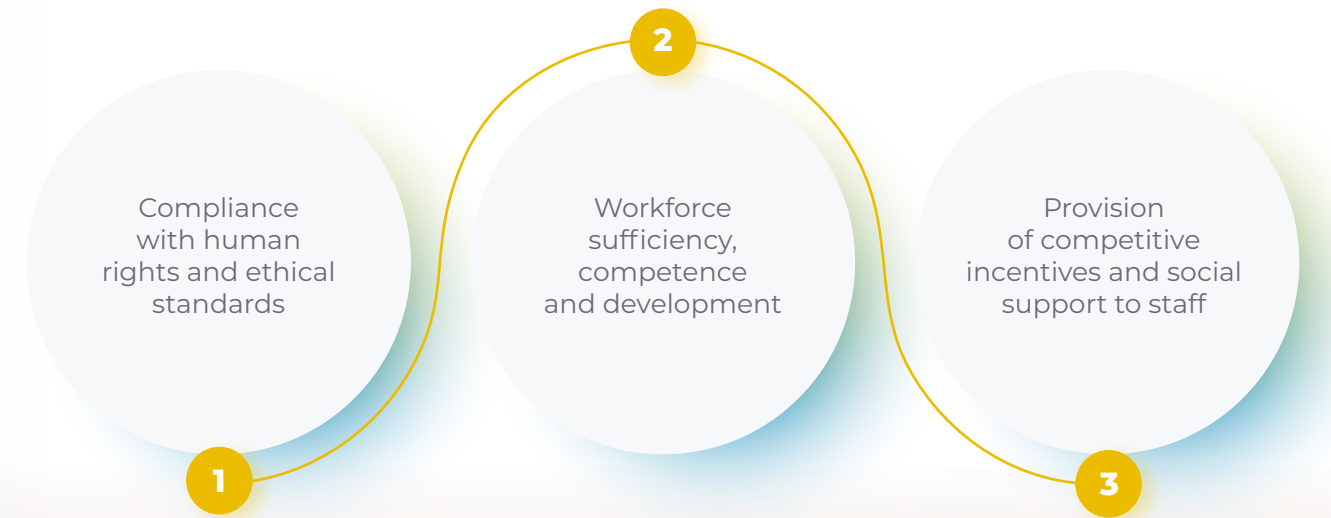 1
Compliance
with human
rights and ethical
standards
2
Workforce
sufficiency,
competence
and development
3
Provision
of competitive
incentives and social
support to staff